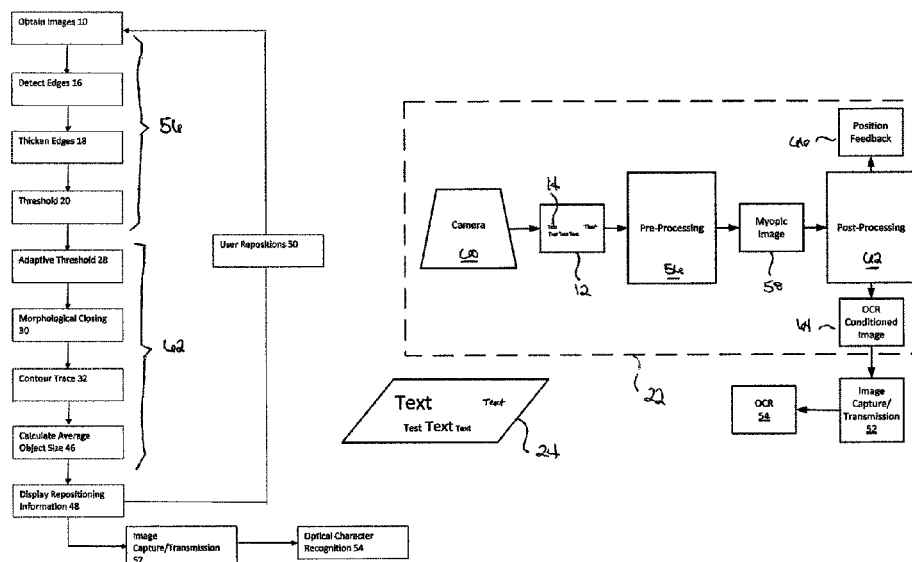 Obtain Images 10
Detect Edges 16
Thicken Edges 18
Threshold 20
Adaptive Threshold 28
Morphological Closing
30
Contour Trace 32
Calculate Average
Object Size 46
Display Repositioning
Information 48
56
62
User Repositions 50
Image
Capture/Transmission
52
Optical Character
Recognition 54
Camera
60
14
12
Pre-Processing
56
Myopic
Image
58
Position
Feedback
66
Post-Processing
62
OCR
Conditioned
Image
64
22
Text
Text
Test Text Text
24
OCR
54
Image
Capture/
Transmission
52